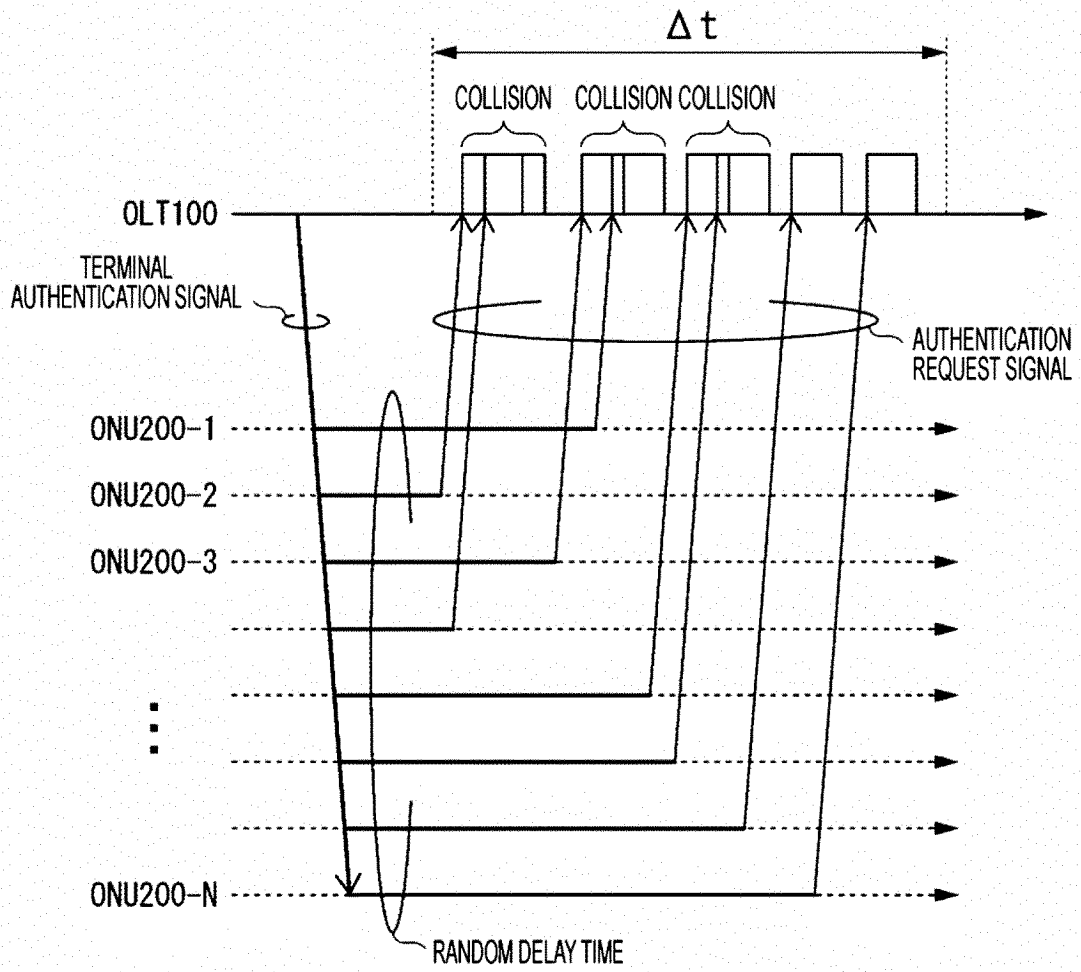 Δt
COLLISION COLLISION COLLISION
OLT100
TERMINAL
AUTHENTICATION SIGNAL
AUTHENTICATION
REQUEST SIGNAL
ONU200-1
ONU200-2
ONU200-3
ONU200-N
RANDOM DELAY TIME